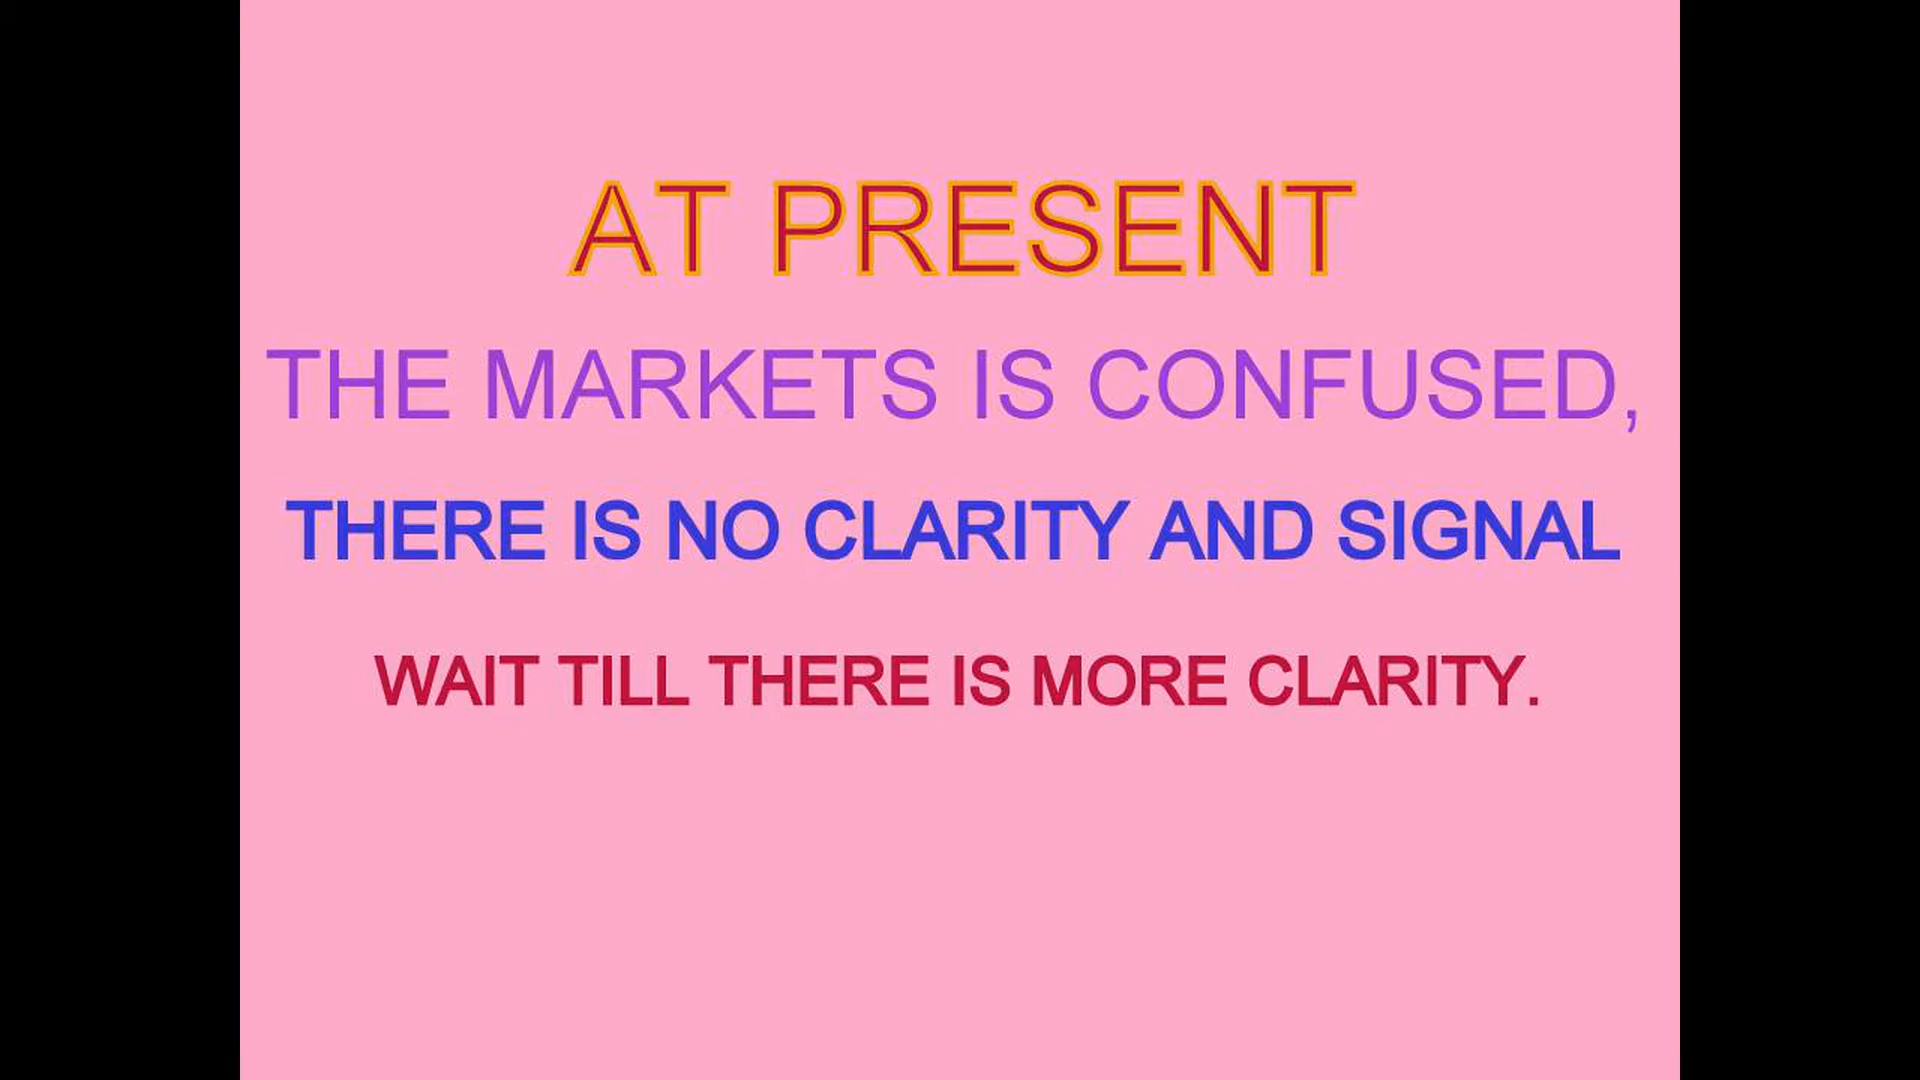 AT PRESENT
THE MARKETS IS CONFUSED,
THERE IS NO CLARITY AND SIGNAL
WAIT TILL THERE IS MORE CLARITY.